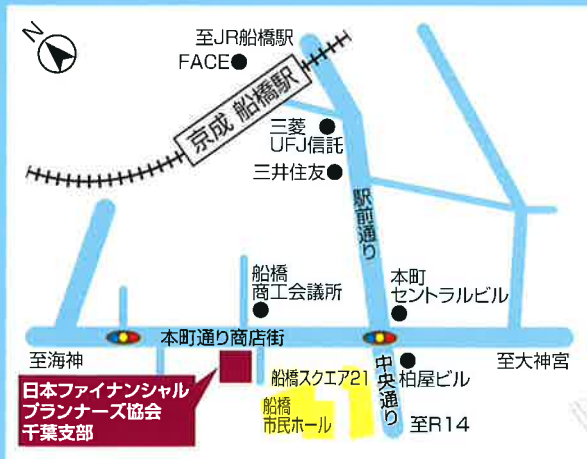 N
至JR船橋駅
FACE
京成 船橋駅
三菱
UFJ信託
三井住友
駅前通り
船橋
商工会議所
本町
セントラルビル
本町通り商店街
至海神
至大神宮
船橋スクエア21
柏屋ビル
中央通り
船橋
市民ホール
至R14
日本ファイナンシャル
プランナーズ協会
千葉支部